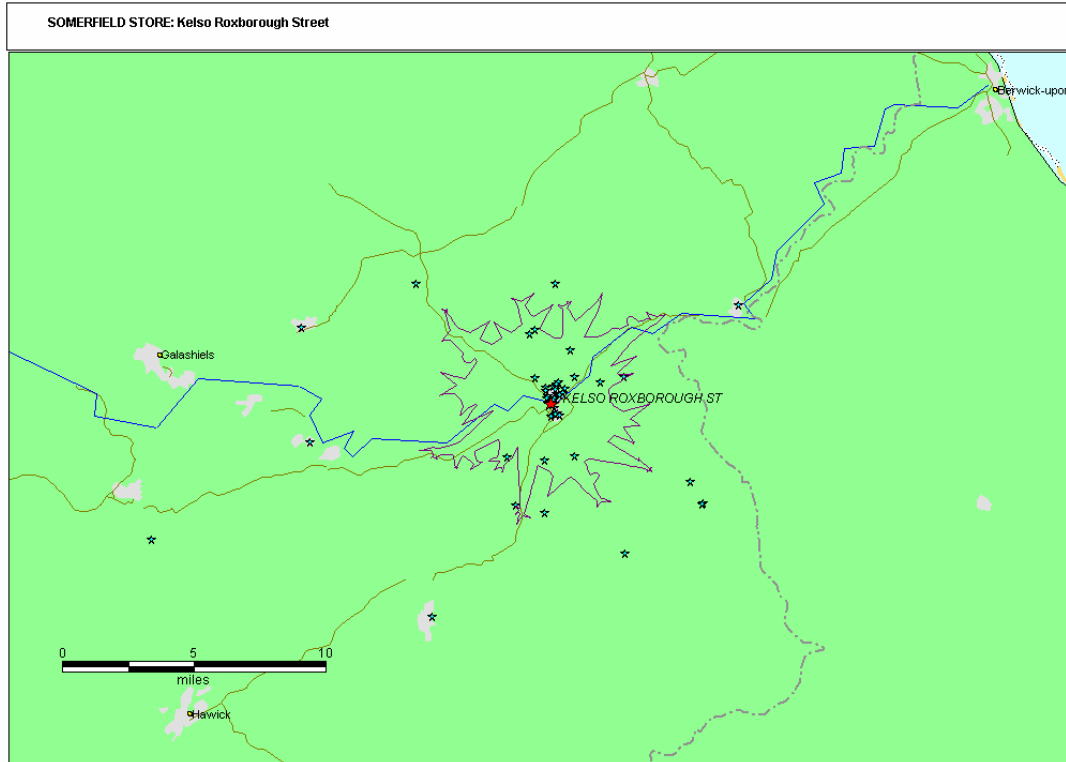 SOMERFIELD STORE: Kelso Roxborough Street
Berwick-upon
Galashiels
KELSO ROXBOROUGH ST
0 5 10
miles
Hawick